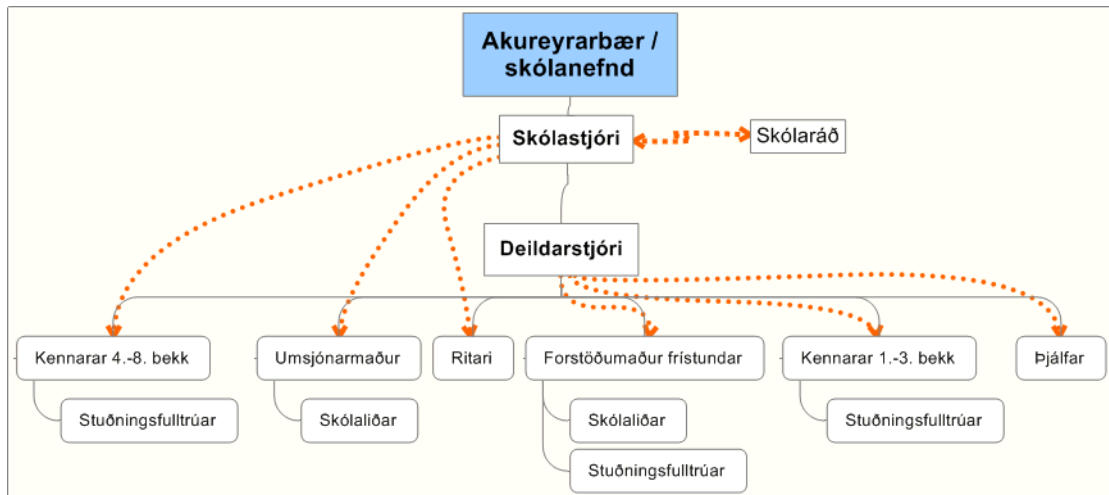 Akureyrarbær /
skólanefnd
Skólastjóri
Skólaráð
Deildarstjóri
Kennarar 4.-8. bekk
Umsjónarmaður
Ritari
Forstöðumaður frístundar
Kennarar 1.-3. bekk
Þjálfar
Stuðningsfulltrúar
Skólaliðar
Skólaliðar
Stuðningsfulltrúar
Stuðningsfulltrúar